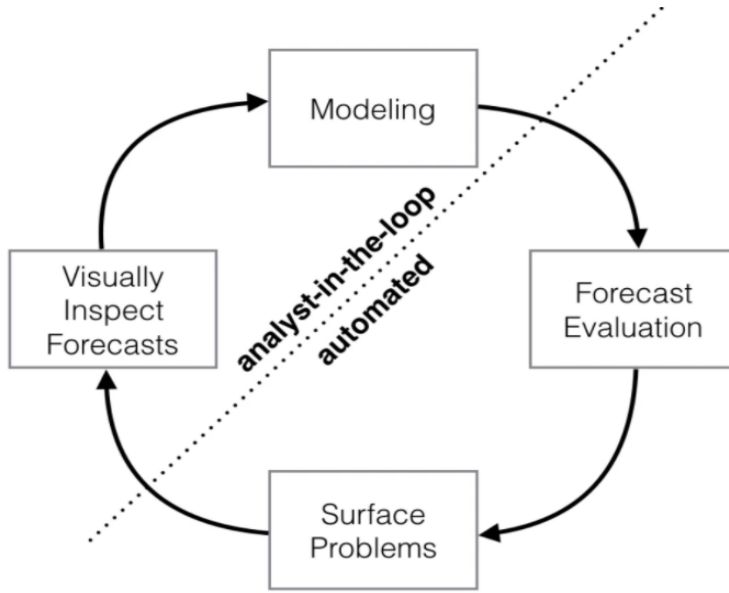 Modeling
analyst-in-the-loop
automated
Visually
Inspect
Forecasts
Forecast
Evaluation
Surface
Problems